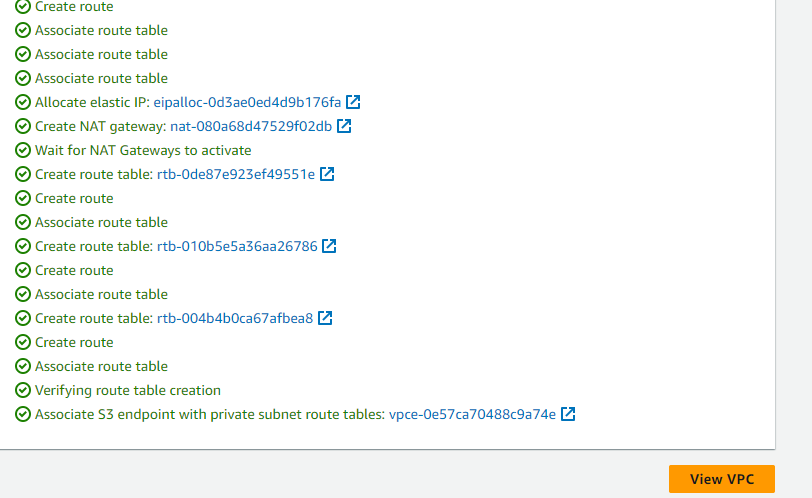 Create route
Associate route table
Associate route table
Associate route table
Allocate elastic IP: eipalloc-0d3ae0ed4d9b176fa
Create NAT gateway: nat-080a68d47529f02db
Wait for NAT Gateways to activate
Create route table: rtb-0de87e923ef49551e
Create route
Associate route table
Create route table: rtb-010b5e5a36aa26786
Create route
Associate route table
Create route table: rtb-004b4b0ca67afbea8
Create route
Associate route table
Verifying route table creation
Associate S3 endpoint with private subnet route tables: vpce-0e57ca70488c9a74e
View VPC